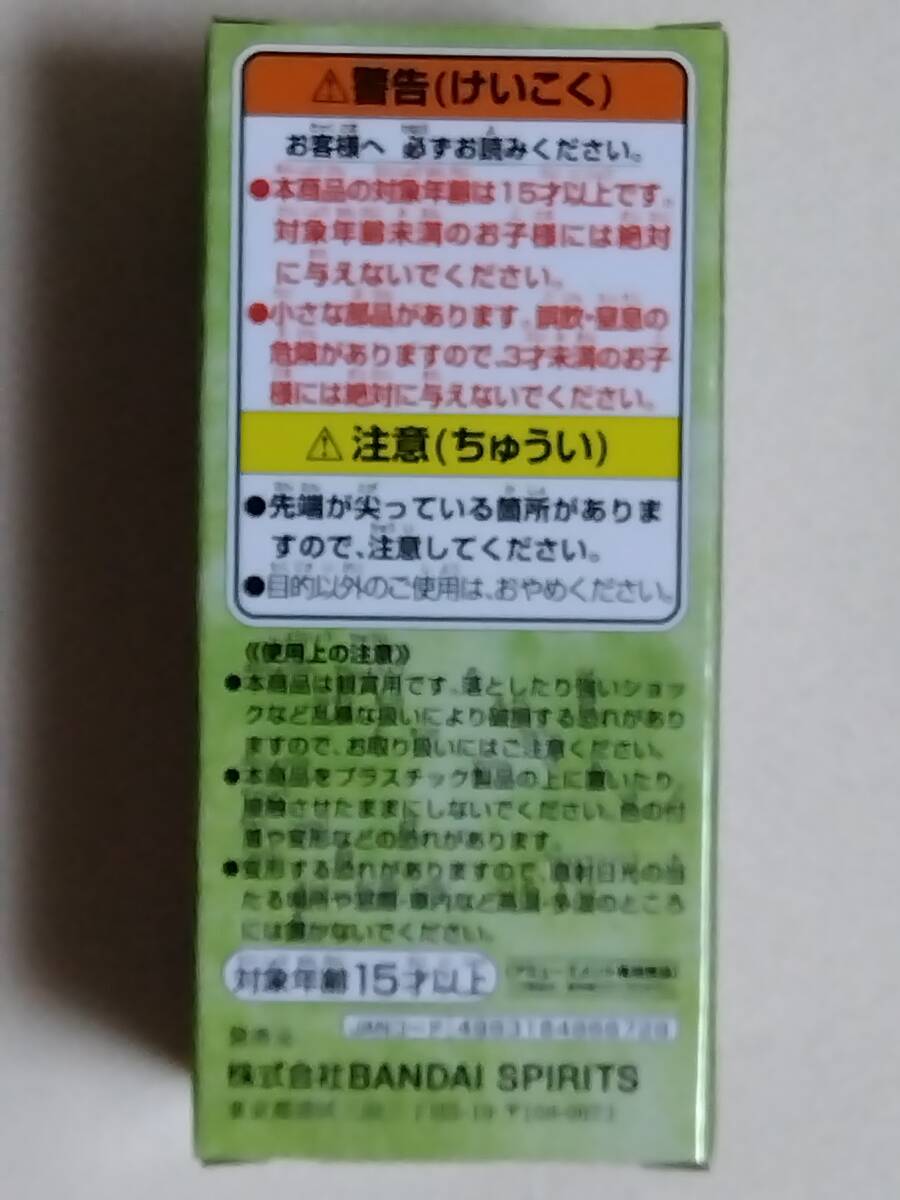 ⚠警告(けいこく)
お客様へ 必ずお読みください。
●本商品の対象年齢は15才以上です。
対象年齢未満のお子様には絶対
に与えないでください。
●小さな部品があります。誤飲・窒息の
危険がありますので、3才未満のお子
様には絶対に与えないでください。
⚠注意(ちゅうい)
●先端が尖っている箇所がありま
すので、注意してください。
●目的以外のご使用は、おやめください。
《使用上の注意》
●本商品は観賞用です。落としたり強いショッ
クなど乱暴な扱いにより破損する恐れがあり
ますので、お取り扱いにはご注意ください。
●本商品をプラスチック製品の上に置いたり、
接触させたままにしないでください。色の付
着や変形などの恐れがあります。
●変形する恐れがありますので、直射日光の当
たる場所や窓際・車内など高温・多湿のところ
には置かないでください。
対象年齢15才以上
JANコード
発売元
株式会社BANDAI SPIRITS